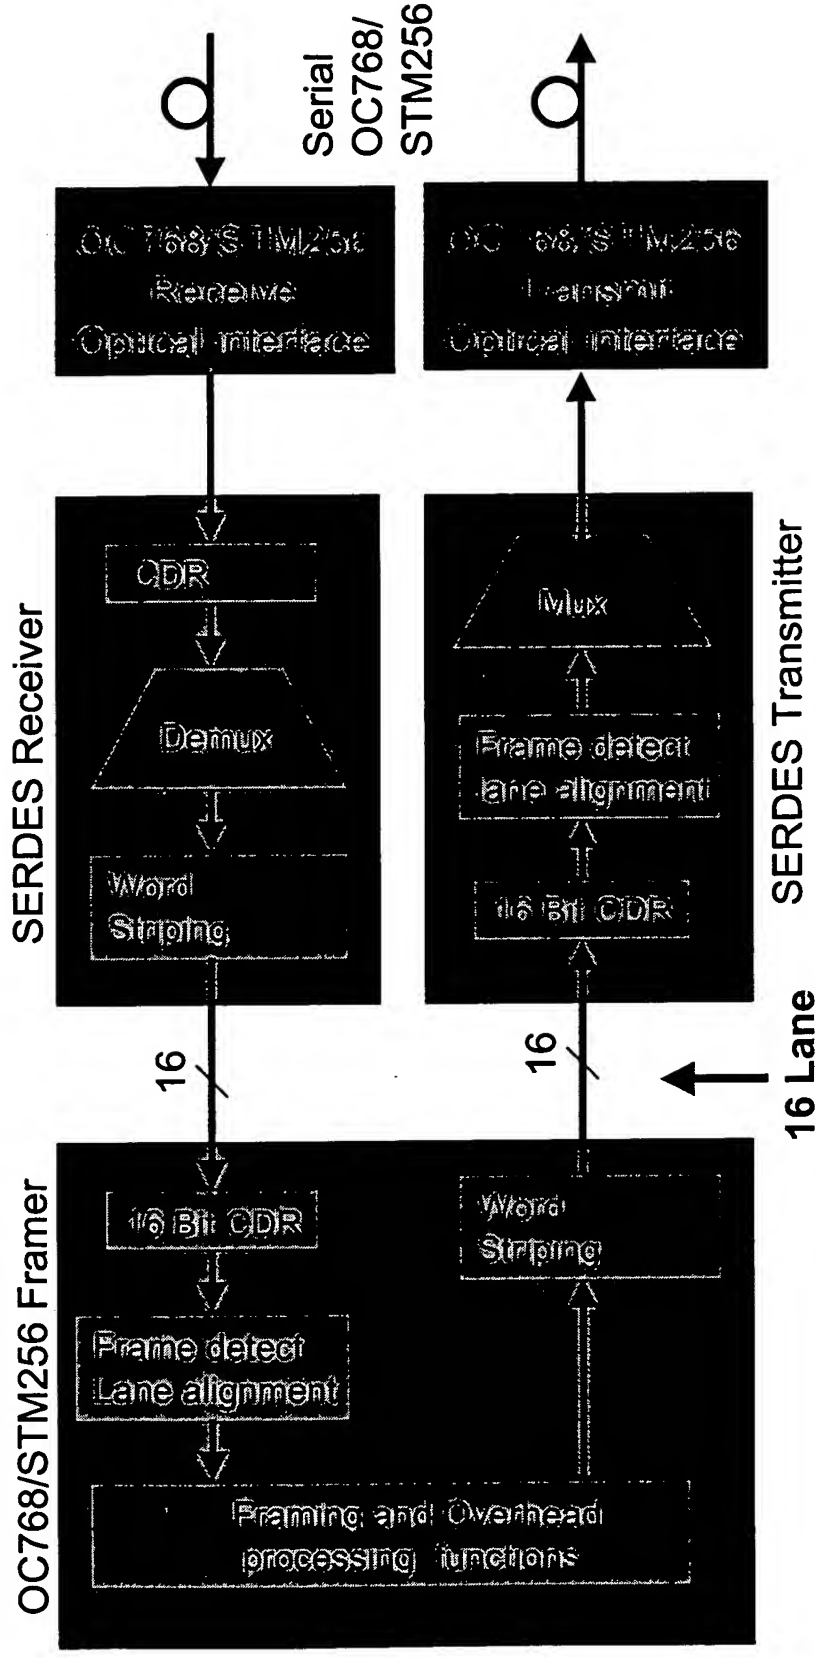 Serial
OC768/
STM256
OC768/STM256
Receive
Optical interface
OC768/STM256
Transmit
Optical interface
SERDES Receiver
CDR
Demux
Word
Striping
Mux
Frame detect
lane alignment
16 Bit CDR
SERDES Transmitter
16
16
16 Lane
OC768/STM256 Framer
16 Bit CDR
Frame detect
Lane alignment
Word
Striping
Framing and Overhead
processing functions